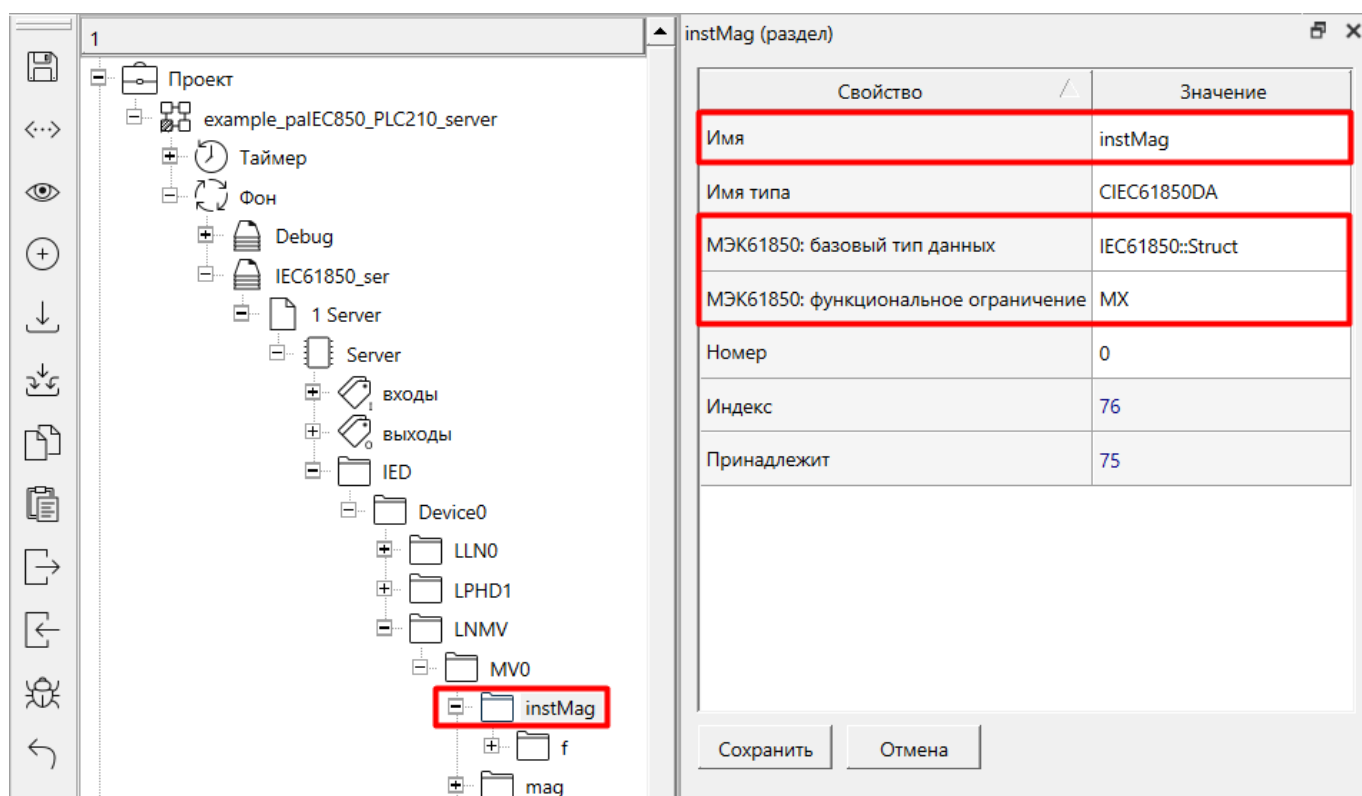 1
Проект
example_paIEC850_PLC210_server
Таймер
Фон
Debug
IEC61850_ser
1 Server
Server
входы
выходы
IED
Device0
LLN0
LPHD1
LNMV
MV0
instMag
f
mag
instMag (раздел)
Свойство Значение
Имя instMag
Имя типа CIEC61850DA
МЭК61850: базовый тип данных IEC61850::Struct
МЭК61850: функциональное ограничение MX
Номер 0
Индекс 76
Принадлежит 75
Сохранить Отмена